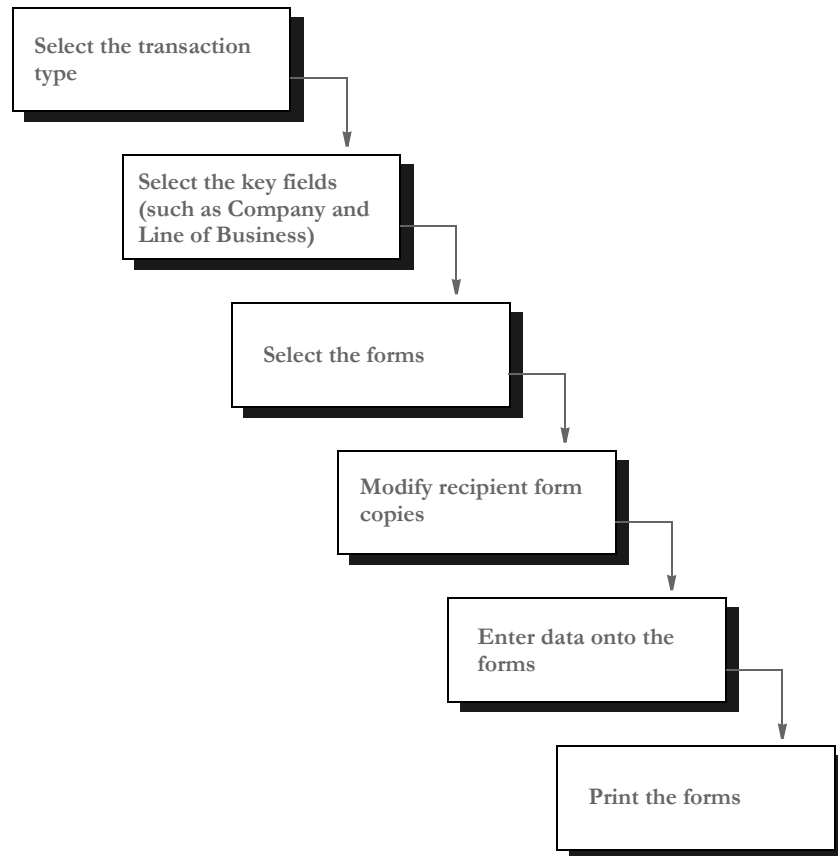 Select the transaction
type
Select the key fields
(such as Company and
Line of Business)
Select the forms
Modify recipient form
copies
Enter data onto the
forms
Print the forms